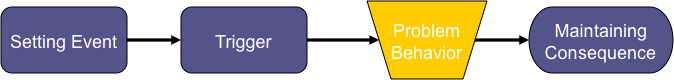 Setting Event
Trigger
Problem
Behavior
Maintaining
Consequence